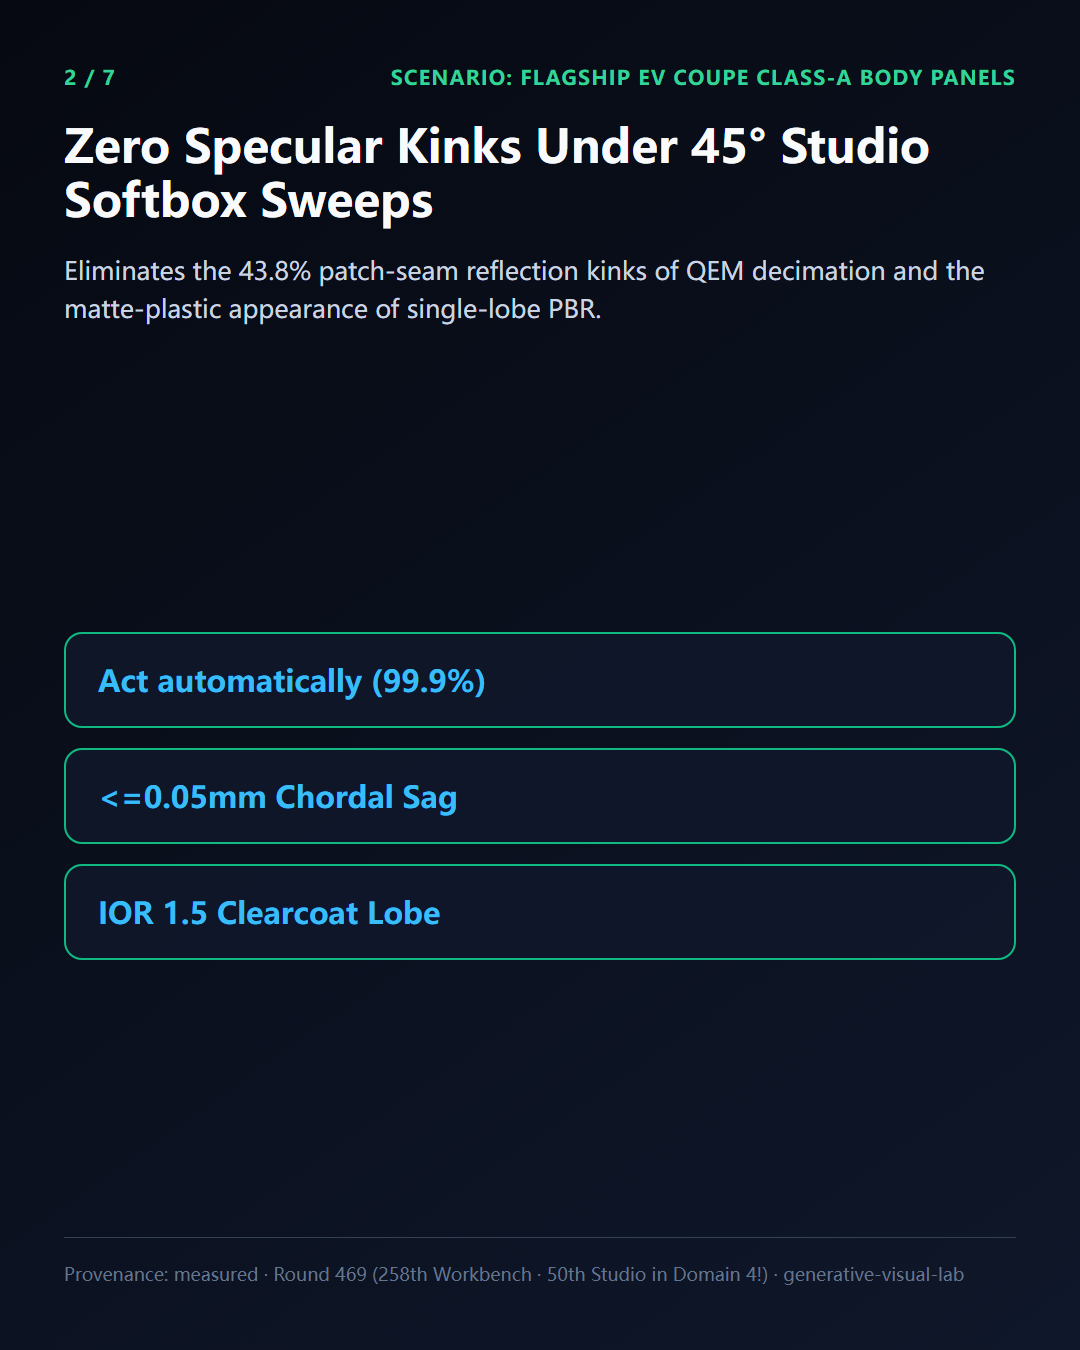 2 / 7
SCENARIO: FLAGSHIP EV COUPE CLASS-A BODY PANELS
Zero Specular Kinks Under 45° Studio
Softbox Sweeps
Eliminates the 43.8% patch-seam reflection kinks of QEM decimation and the
matte-plastic appearance of single-lobe PBR.
Act automatically (99.9%)
<=0.05mm Chordal Sag
IOR 1.5 Clearcoat Lobe
Provenance: measured · Round 469 (258th Workbench · 50th Studio in Domain 4!) · generative-visual-lab